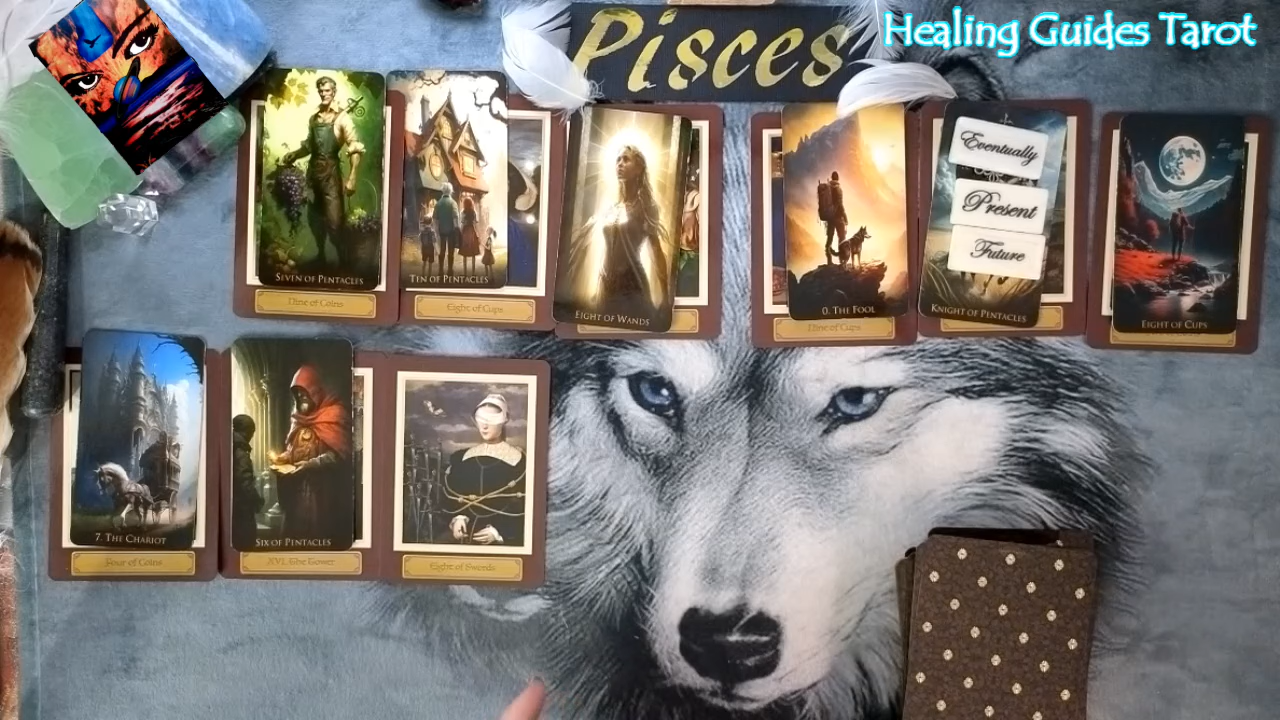 Pisces
Healing Guides Tarot
SEVEN OF PENTACLES
Nine of Coins
TEN OF PENTACLES
Eight of Cups
EIGHT OF WANDS
0. THE FOOL
Nine of Cups
Eventually
Present
Future
KNIGHT OF PENTACLES
EIGHT OF CUPS
7. THE CHARIOT
Four of Coins
SIX OF PENTACLES
XVI. The Tower
Eight of Swords